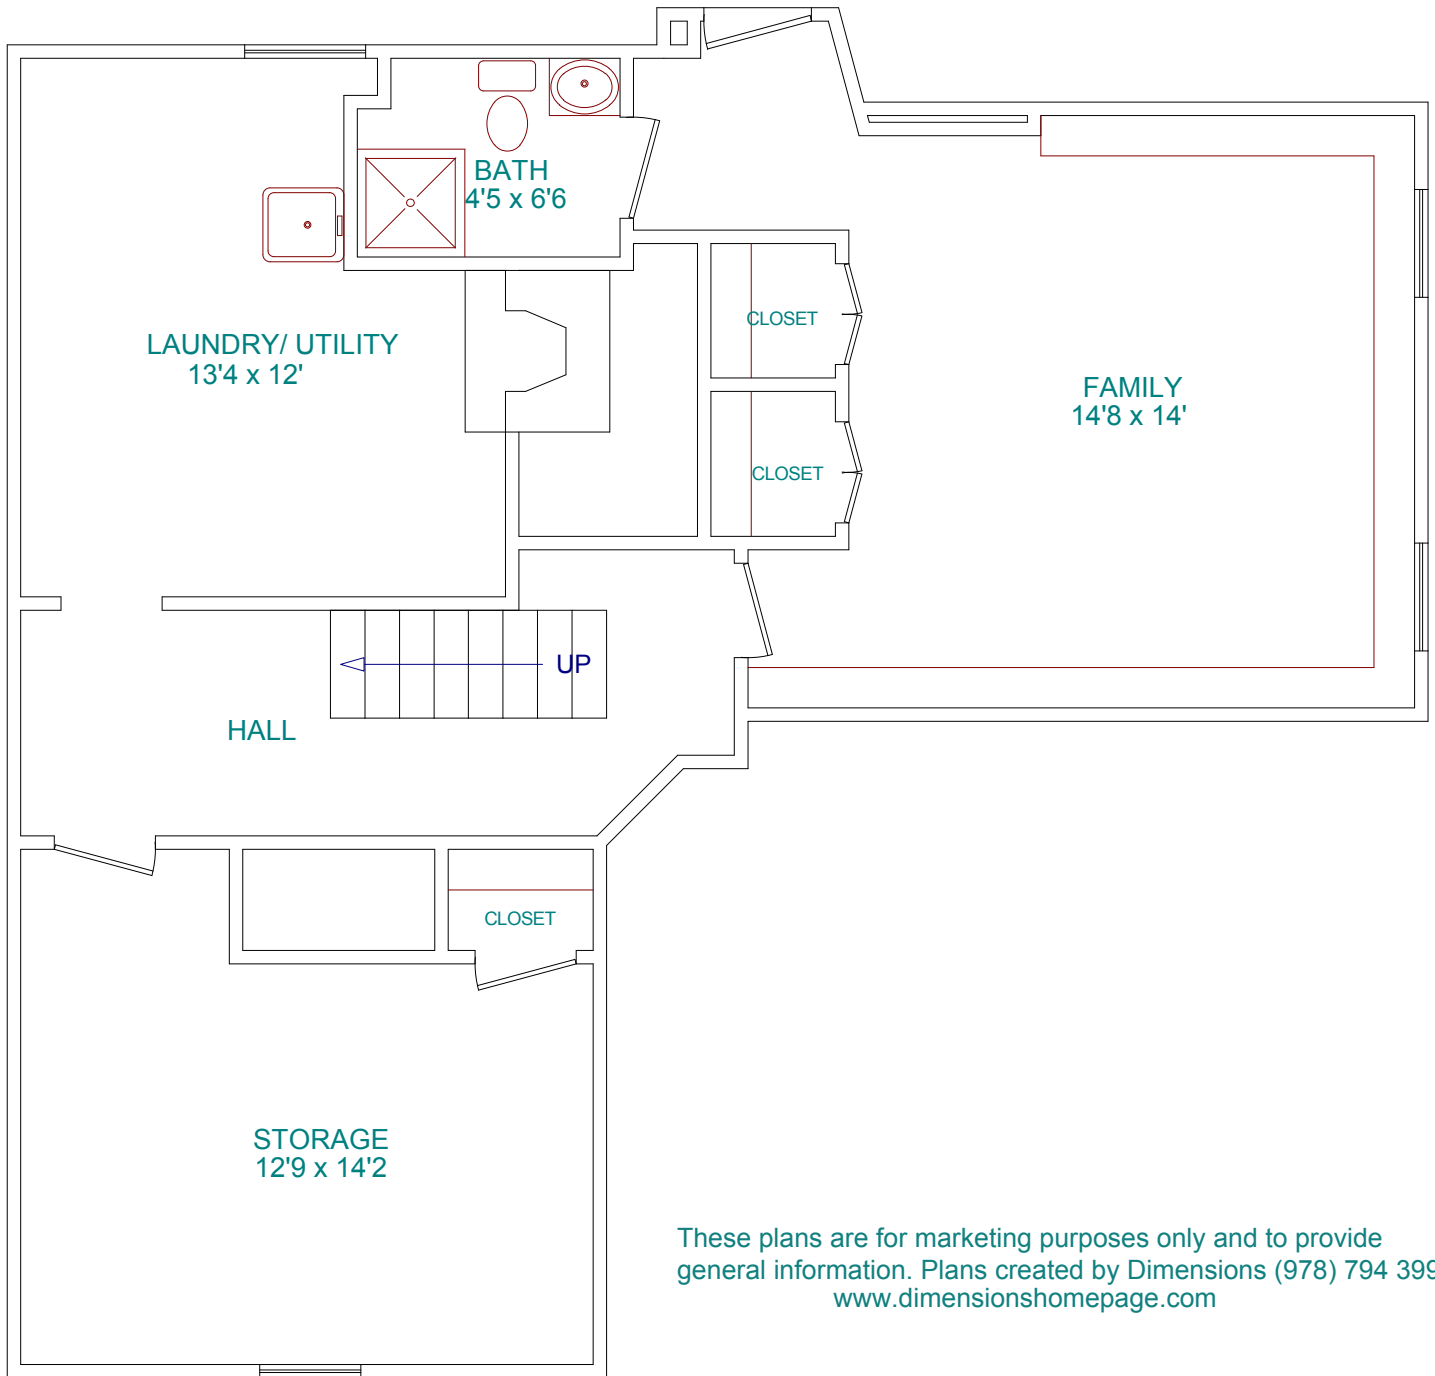 BATH
4'5 x 6'6
CLOSET
LAUNDRY/ UTILITY
13'4 x 12'
FAMILY
14'8 x 14'
CLOSET
UP
HALL
CLOSET
STORAGE
12'9 x 14'2
These plans are for marketing purposes only and to provide
general information. Plans created by Dimensions (978) 794 399
www.dimensionshomepage.com